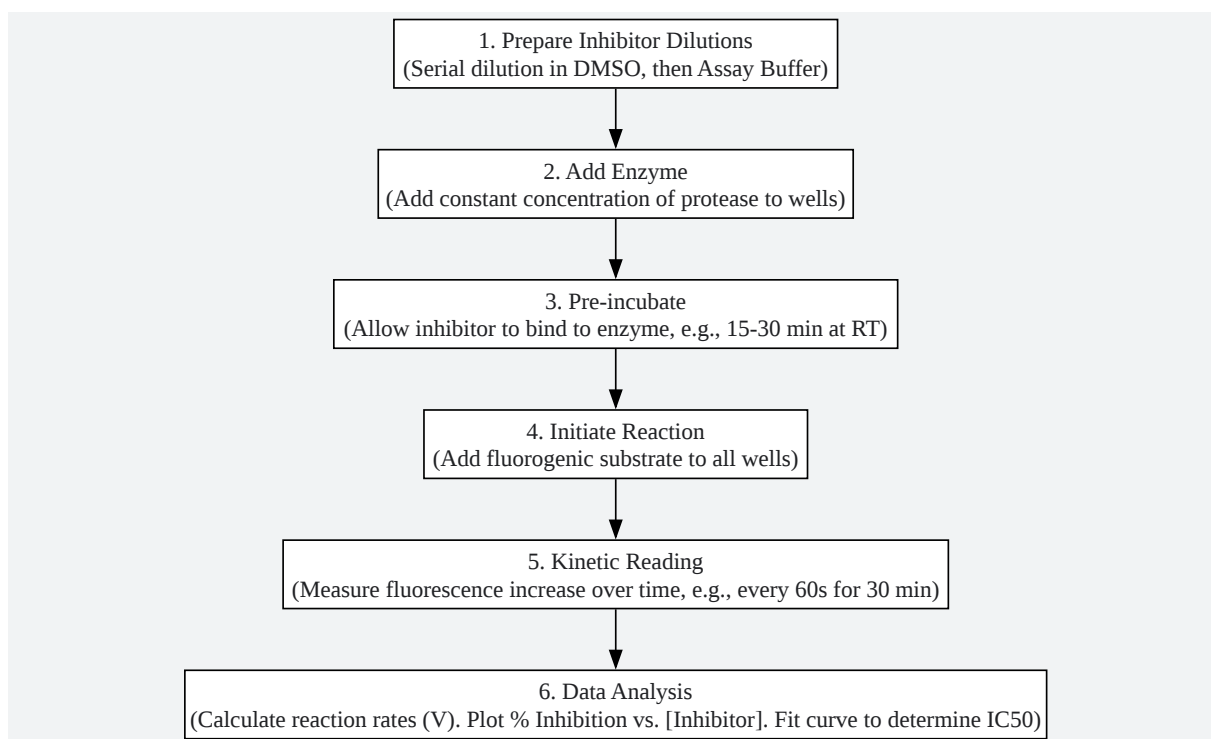 1. Prepare Inhibitor Dilutions
(Serial dilution in DMSO, then Assay Buffer)
2. Add Enzyme
(Add constant concentration of protease to wells)
3. Pre-incubate
(Allow inhibitor to bind to enzyme, e.g., 15-30 min at RT)
4. Initiate Reaction
(Add fluorogenic substrate to all wells)
5. Kinetic Reading
(Measure fluorescence increase over time, e.g., every 60s for 30 min)
6. Data Analysis
(Calculate reaction rates (V). Plot % Inhibition vs. [Inhibitor]. Fit curve to determine IC50)